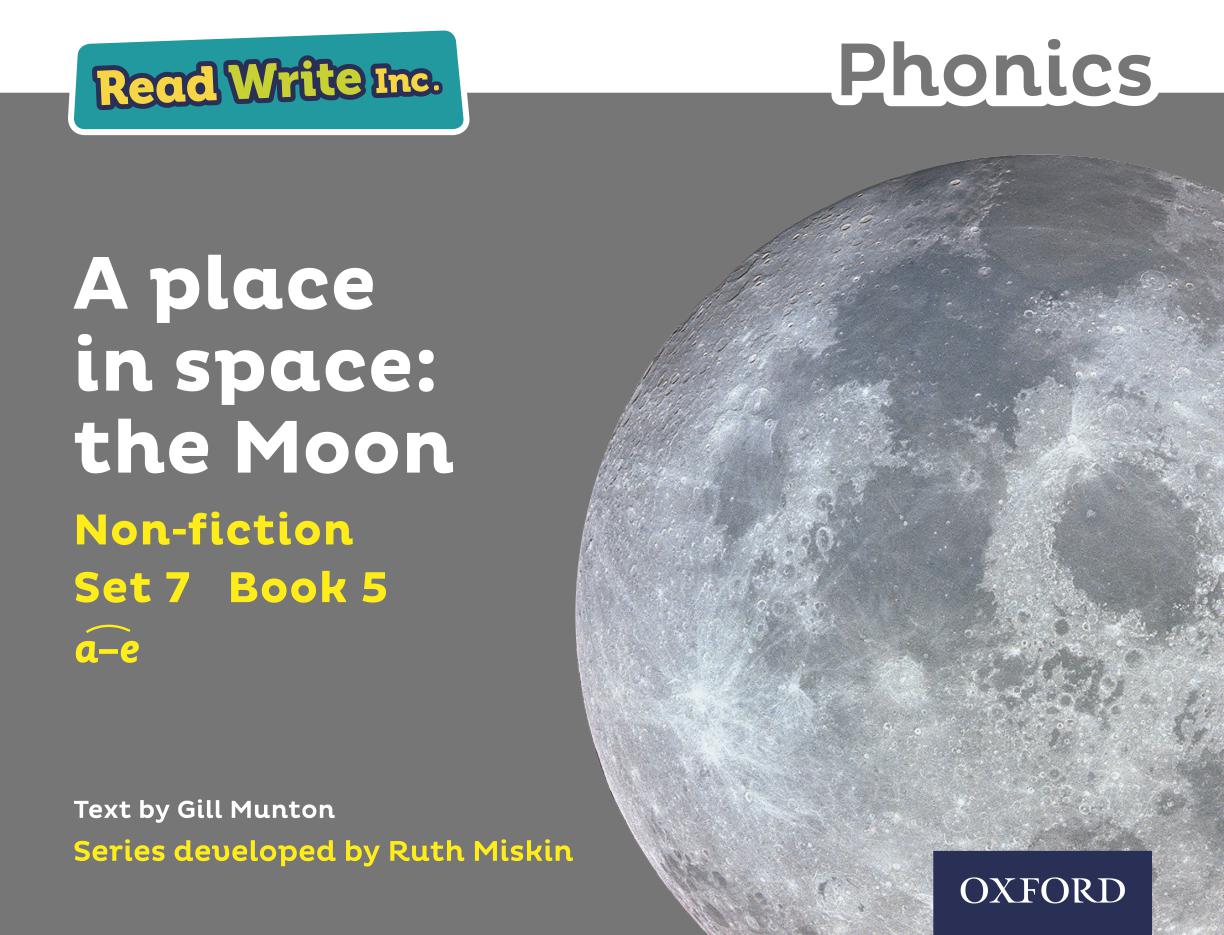 Read Write Inc.
Phonics
A place
in space:
the Moon
Non-fiction
Set 7 Book 5
a–e
Text by Gill Munton
Series developed by Ruth Miskin
OXFORD